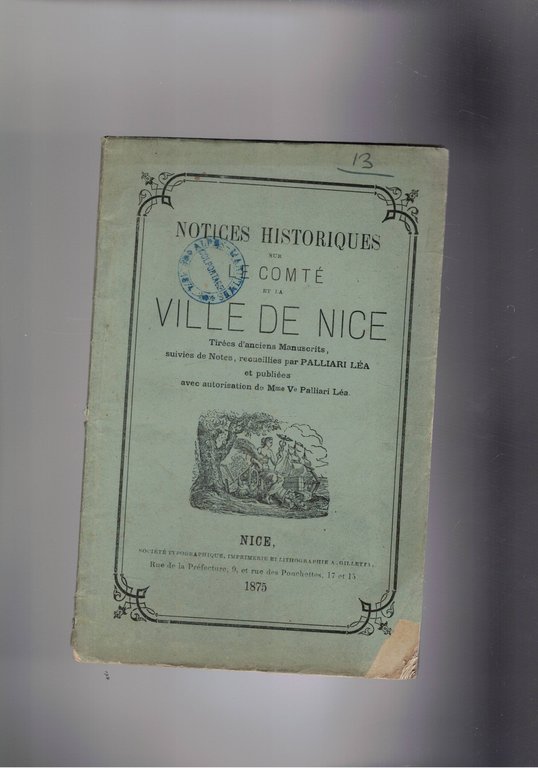 13
NOTICES HISTORIQUES
SUR
LE COMTÉ
ET LA
VILLE DE NICE
Tirées d'anciens Manuscrits,
suivies de Notes, recueillies par PALLIARI LÉA
et publiées
avec autorisation de Mme Ve Palliari Léa.
NICE,
SOCIÉTÉ TYPOGRAPHIQUE, IMPRIMERIE ET LITHOGRAPHIE A. GILLETTA,
Rue de la Préfecture, 9, et rue des Ponchettes, 17 et 15
1875